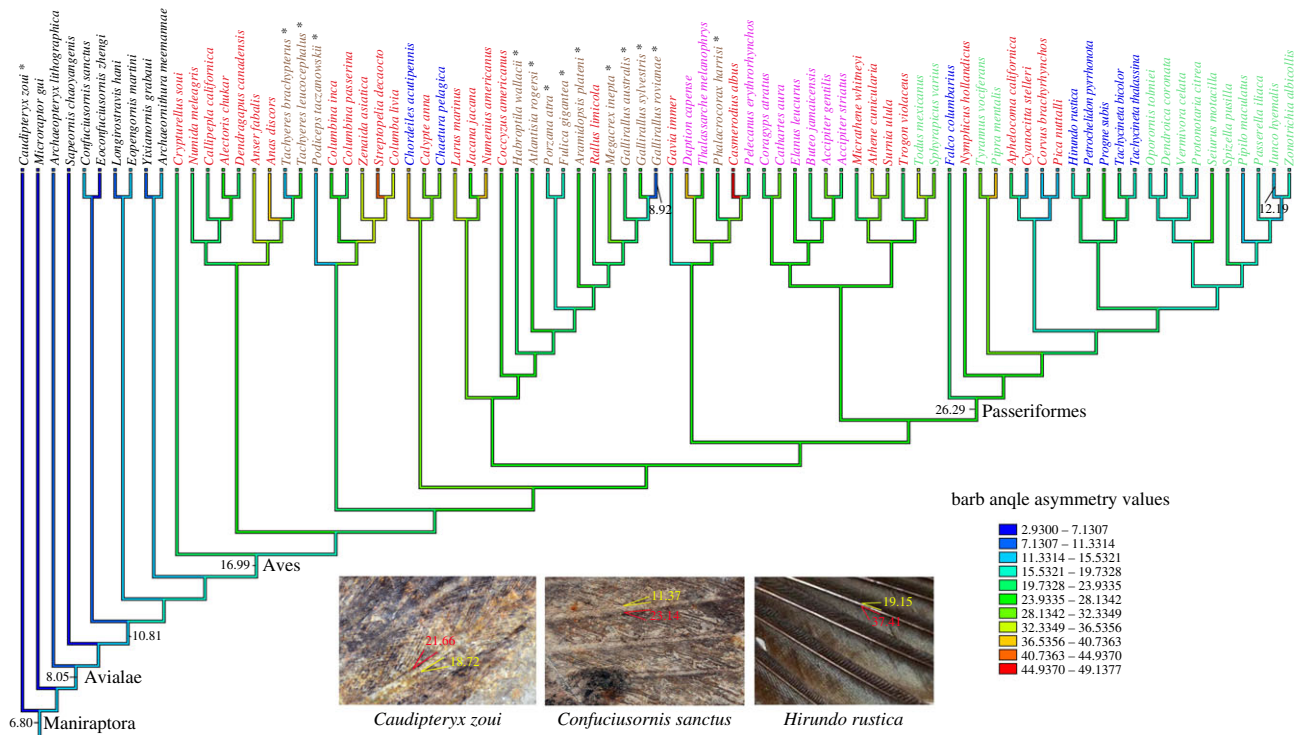 Caudipteryx zoui *
Microraptor gui
Archaeopteryx lithographica
Sapeornis chaoyangenis
Confuciusornis sanctus
Eoconfuciusornis zhengi
Longirostravis hani
Eopengornis martini
Yixianornis grabaui
Archaeornithura meemannae
Crypturellus soui
Numida meleagris
Callipepla californica
Alectoris chukar
Dendragapus canadensis
Anser fabalis
Anas discors
Tachyeres brachypterus *
Tachyeres leucocephalus *
Podiceps taczanowskii *
Columbina inca
Columbina passerina
Zenaida asiatica
Streptopelia decaocto
Columba livia
Chordeiles acutipennis
Calypte anna
Chaetura pelagica
Larus marinus
Jacana jacana
Numenius americanus
Coccyzus americanus
Habroptila wallacii *
Atlantisia rogersi *
Porzana atra *
Fulica gigantea *
Aramidopsis plateni *
Rallus limicola
Megacrex inepta *
Gallirallus australis *
Gallirallus sylvestris *
Gallirallus rovianae *
Gavia immer
Daption capense
Thalassarche melanophrys
Phalacrocorax harrisi *
Casmerodius albus
Pelecanus erythrorhynchos
Coragyps atratus
Cathartes aura
Elanus leucurus
Buteo jamaicensis
Accipiter gentilis
Accipiter striatus
Micrathene whitneyi
Athene cunicularia
Surnia ulula
Trogon violaceus
Todus mexicanus
Sphyrapicus varius
Falco columbarius
Nymphicus hollandicus
Tyrannus vociferans
Pipra mentalis
Aphelocoma californica
Cyanocitta stelleri
Corvus brachyrhynchos
Pica nuttalli
Hirundo rustica
Petrochelidon pyrrhonota
Progne subis
Tachycineta bicolor
Tachycineta thalassina
Oporornis tolmiei
Dendroica coronata
Vermivora celata
Protonotaria citrea
Seiurus motacilla
Spizella pusilla
Pipilo maculatus
Passerella iliaca
Junco hyemalis
Zonotrichia albicollis
8.92
12.19
26.29 Passeriformes
16.99 Aves
10.81
8.05 Avialae
6.80 Maniraptora
barb anqle asymmetry values
2.9300 – 7.1307
7.1307 – 11.3314
11.3314 – 15.5321
15.5321 – 19.7328
19.7328 – 23.9335
23.9335 – 28.1342
28.1342 – 32.3349
32.3349 – 36.5356
36.5356 – 40.7363
40.7363 – 44.9370
44.9370 – 49.1377
21.66
18.72
11.37
19.15
Caudipteryx zoui
Confuciusornis sanctus
Hirundo rustica